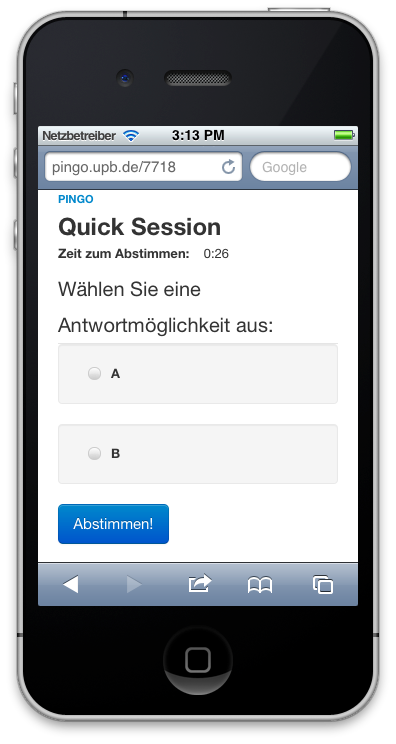 Netzbetreiber 3:13 PM
pingo.upb.de/7718 Google
PINGO
Quick Session
Zeit zum Abstimmen: 0:26
Wählen Sie eine
Antwortmöglichkeit aus:
A
B
Abstimmen!